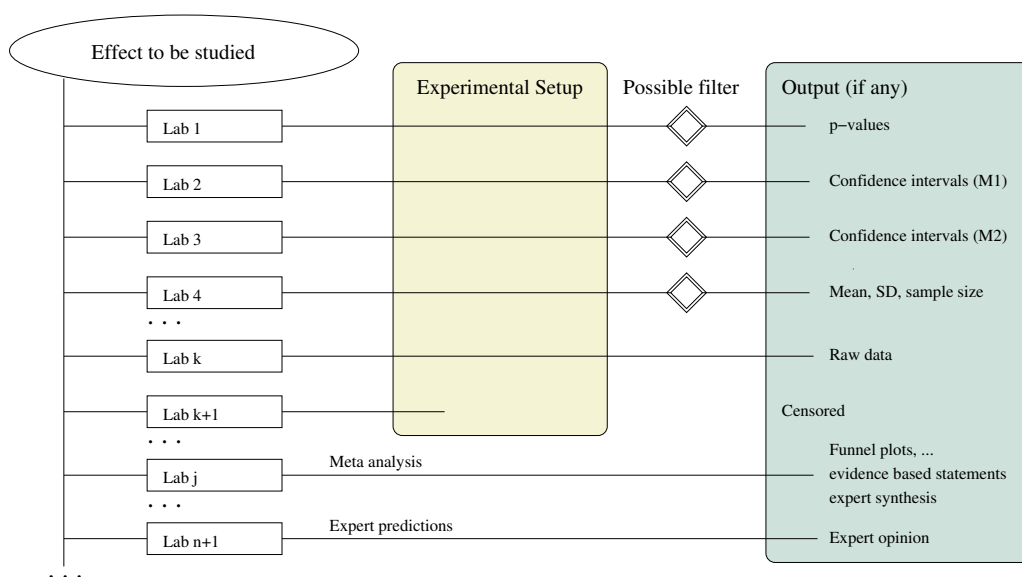 Effect to be studied
Experimental Setup
Possible filter
Output (if any)
Lab 1
p−values
Lab 2
Confidence intervals (M1)
Lab 3
Confidence intervals (M2)
Lab 4
Mean, SD, sample size
. . .
Lab k
Raw data
Lab k+1
Censored
. . .
Meta analysis
Funnel plots, ...
Lab j
evidence based statements
expert synthesis
. . .
Expert predictions
Lab n+1
Expert opinion
. . .